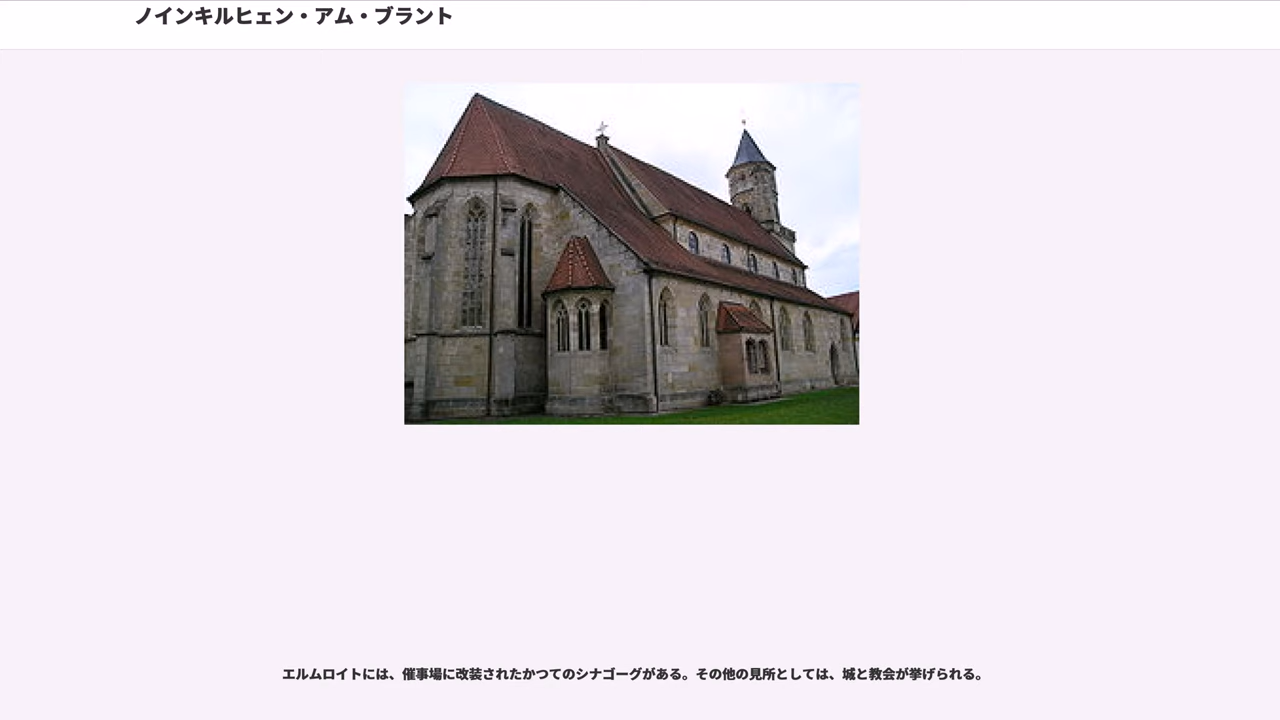 ノインキルヒェン・アム・ブラント
エルムロイトには、催事場に改装されたかつてのシナゴーグがある。その他の見所としては、城と教会が挙げられる。